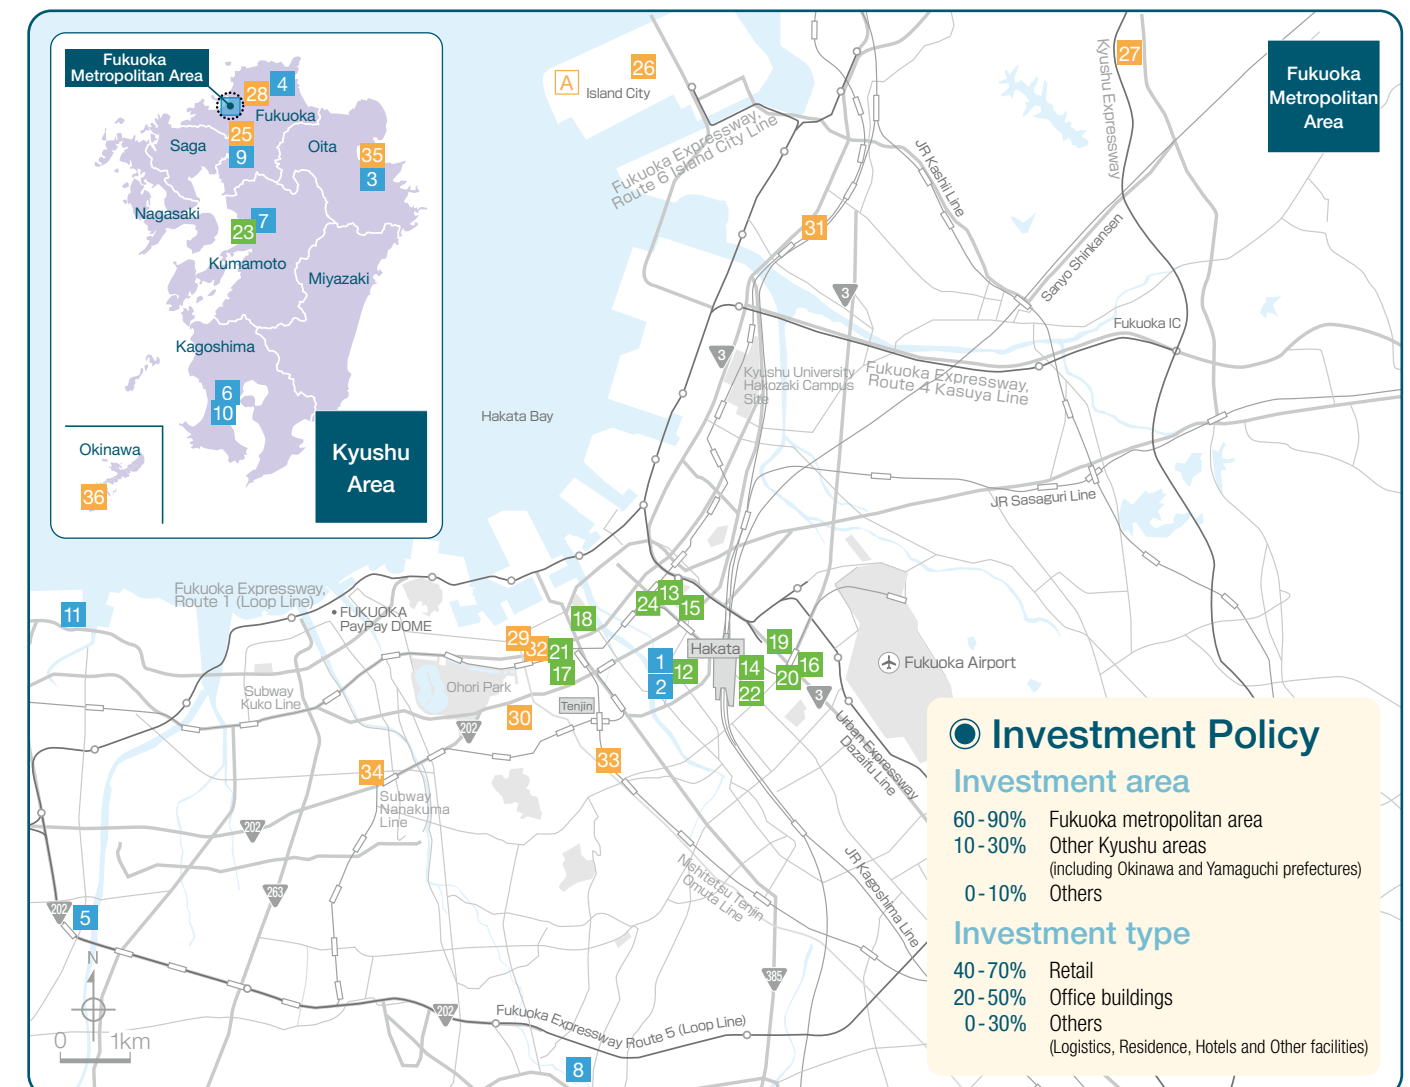 Fukuoka
Metropolitan Area
28
4
Fukuoka
25
9
Saga
Oita
35
3
Nagasaki
7
23
Kumamoto
Miyazaki
Kagoshima
6
10
Okinawa
36
Kyushu
Area
A
26
Island City
Fukuoka Expressway,
Route 6 Island City Line
27
Kyushu Expressway
Fukuoka
Metropolitan
Area
JR Kashii Line
31
Sanyo Shinkansen
3
Fukuoka IC
3
Kyushu University
Hakozaki Campus
Site
Fukuoka Expressway,
Route 4 Kasuya Line
Hakata Bay
JR Sasaguri Line
Fukuoka Expressway,
Route 1 (Loop Line)
11
FUKUOKA
PayPay DOME
13
24
15
18
29
32
21
17
19
Hakata
1
2
12
14
22
16
20
3
Fukuoka Airport
Ohori Park
Subway
Kuko Line
Tenjin
30
202
33
34
Subway
Nanakuma
Line
202
Urban Expressway
Dazaifu Line
263
Nishitetsu Tenjin
Omuta Line
JR Kagoshima Line
202
5
N
0 1km
385
202
Fukuoka Expressway Route 5 (Loop Line)
8
Investment Policy
Investment area
60-90% Fukuoka metropolitan area
10-30% Other Kyushu areas
(including Okinawa and Yamaguchi prefectures)
0-10% Others
Investment type
40-70% Retail
20-50% Office buildings
0-30% Others
(Logistics, Residence, Hotels and Other facilities)